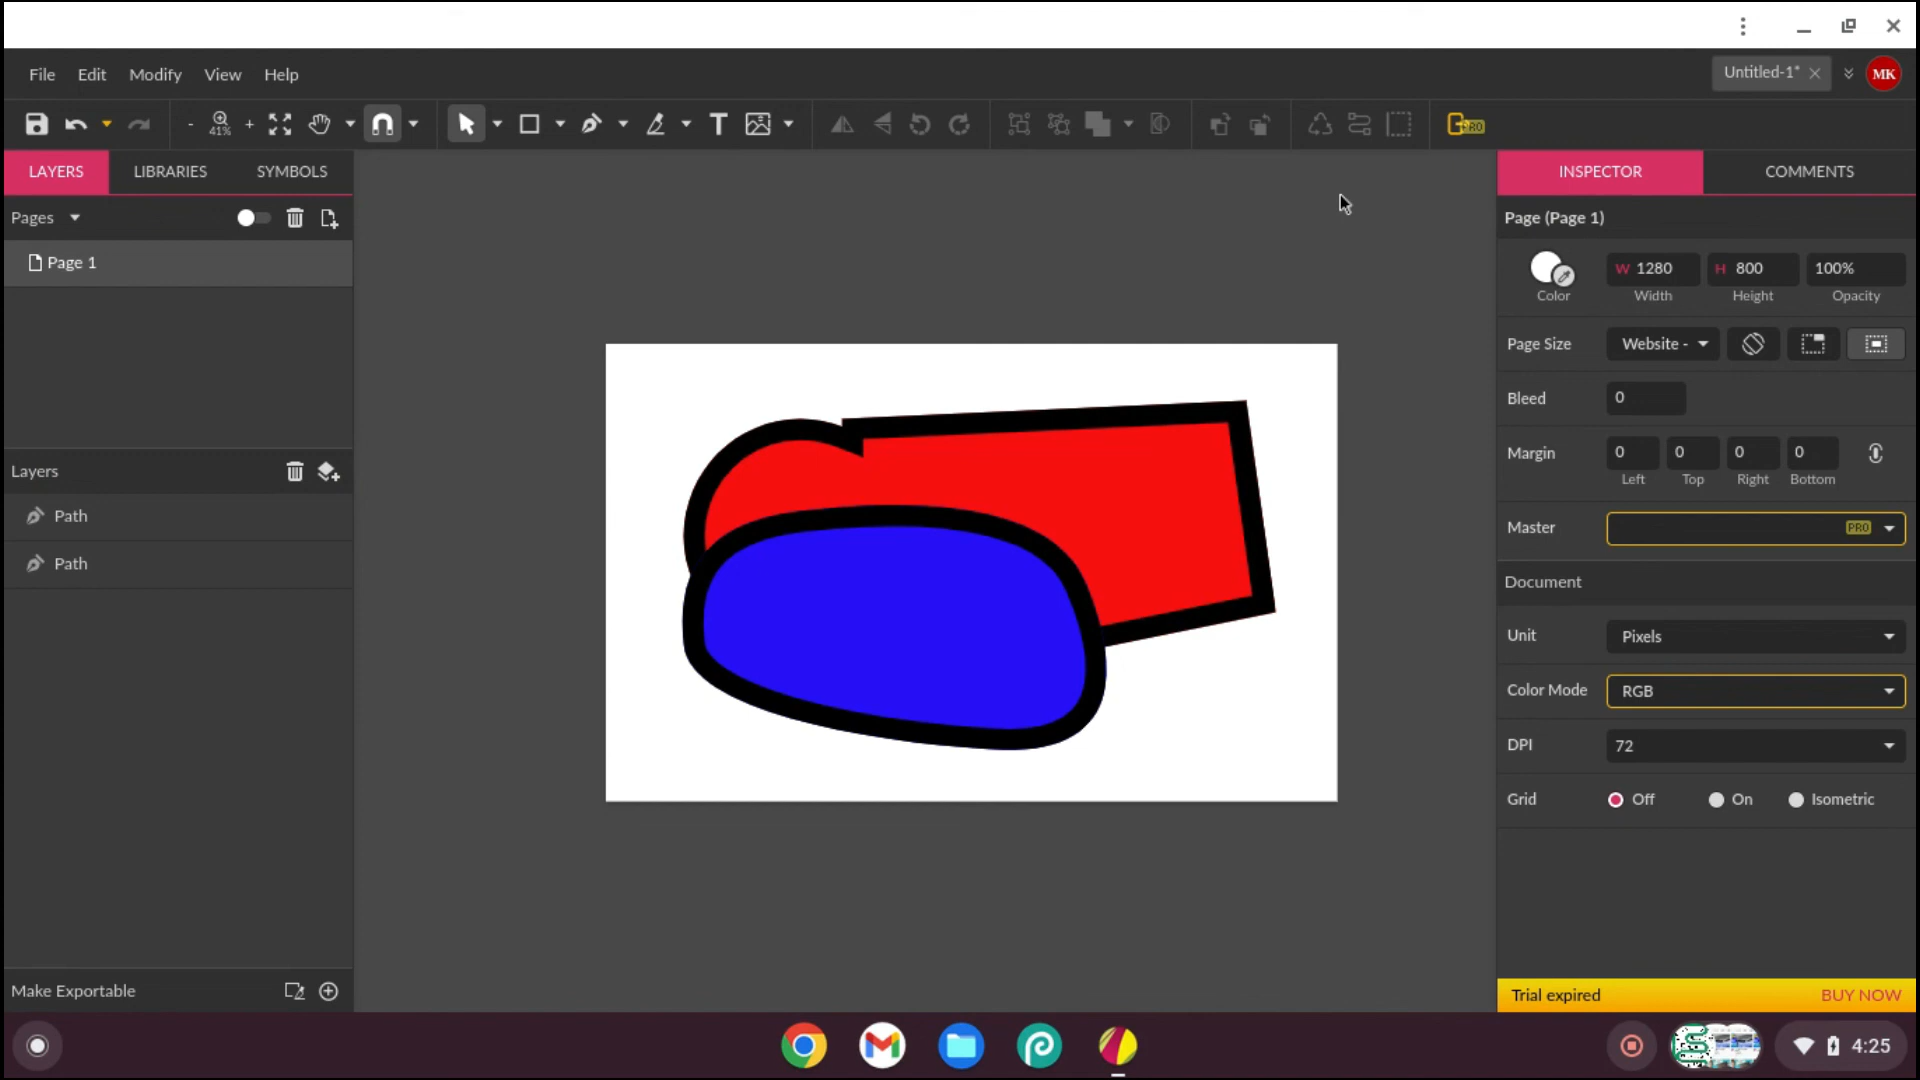 File Edit Modify View Help
Untitled-1*
MK
- 41% +
T
PRO
LAYERS LIBRARIES SYMBOLS
INSPECTOR COMMENTS
Pages
Page 1
Page (Page 1)
W 1280 H 800 100%
Color Width Height Opacity
Page Size Website -
Bleed 0
Margin 0 0 0 0
Left Top Right Bottom
Layers
Path
Path
Master PRO
Document
Unit Pixels
Color Mode RGB
DPI 72
Grid Off On Isometric
Make Exportable
Trial expired BUY NOW
4:25